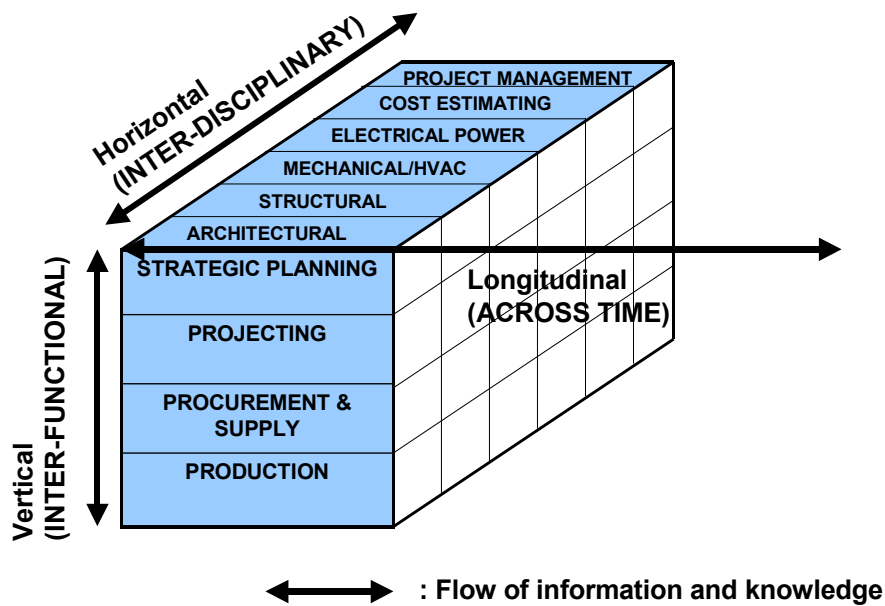 Horizontal
(INTER-DISCIPLINARY)
PROJECT MANAGEMENT
COST ESTIMATING
ELECTRICAL POWER
MECHANICAL/HVAC
STRUCTURAL
ARCHITECTURAL
STRATEGIC PLANNING
PROJECTING
PROCUREMENT &
SUPPLY
PRODUCTION
Vertical
(INTER-FUNCTIONAL)
Longitudinal
(ACROSS TIME)
: Flow of information and knowledge